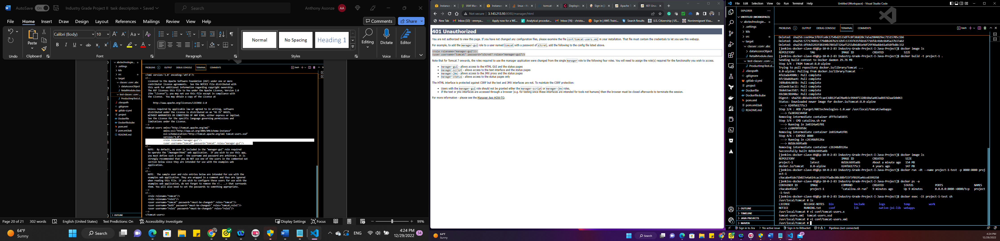 AutoSave On Industry Grade Project II task description • Saved Search Anthony Asonze AA
File Home Insert Draw Design Layout References Mailings Review View Help Comments Share
Paste Calibri (Body) 10 Normal No Spacing Heading 1 Editing Dictate Editor
Undo Clipboard Font Paragraph Styles Voice Editor
abctechnologie...
.settings
k8s
src
target
classes\com\abc
dataAccessObject
RetailModule.class
test-classes\com\...
ProductImpTest.cl...
.classpath
.gitignore
.gitlab-ci.yml
.project
Dockerfile
Dockerfile.kube
pom.xml
pom.xml.bak
README.md
OUTLINE
PROBLEMS 1 OUTPUT DEBUG CONSOLE TERMINAL COMMENTS bash
<?xml version='1.0' encoding='utf-8'?>
<!--
Licensed to the Apache Software Foundation (ASF) under one or more
contributor license agreements. See the NOTICE file distributed with
this work for additional information regarding copyright ownership.
The ASF licenses this file to You under the Apache License, Version 2.0
(the "License"); you may not use this file except in compliance with
the License. You may obtain a copy of the License at
http://www.apache.org/licenses/LICENSE-2.0
Unless required by applicable law or agreed to in writing, software
distributed under the License is distributed on an "AS IS" BASIS,
WITHOUT WARRANTIES OR CONDITIONS OF ANY KIND, either express or implied.
See the License for the specific language governing permissions and
limitations under the License.
-->
<tomcat-users xmlns="http://tomcat.apache.org/xml"
xmlns:xsi="http://www.w3.org/2001/XMLSchema-instance"
xsi:schemaLocation="http://tomcat.apache.org/xml tomcat-users.xsd"
version="1.0">
<role rolename="manager-gui"/>
<user username="tomcat" password="tomcat" roles="manager-gui"/>
<!--
NOTE: By default, no user is included in the "manager-gui" role required
to operate the "/manager/html" web application. If you wish to use this app,
you must define such a user - the username and password are arbitrary. It is
strongly recommended that you do NOT use one of the users in the commented out
section below since they are intended for use with the examples web
application.
-->
<!--
NOTE: The sample user and role entries below are intended for use with the
examples web application. They are wrapped in a comment and thus are ignored
when reading this file. If you wish to configure these users for use with the
examples web application, do not forget to remove the <!.. ..> that surrounds
them. You will also need to set the passwords to something appropriate.
-->
<!--
<role rolename="tomcat"/>
<role rolename="role1"/>
<user username="tomcat" password="<must-be-changed>" roles="tomcat"/>
<user username="both" password="<must-be-changed>" roles="tomcat,role1"/>
<user username="role1" password="<must-be-changed>" roles="role1"/>
-->
</tomcat-users>
Page 20 of 21 302 words English (United States) Text Predictions: On Accessibility: Investigate Display Settings Focus 99%
64°F
Sunny
Search ENG 4:24 PM
12/29/2022 34
Instance IAM Man Instance linux - H tomcat - Deployin Sign in [ Apache T 401 Unau
Not secure 3.143.213.93:8080/manager/html
New Tab Inbox (32) - emmya... Apply now for a WE... Analytical procedur... Inbox (16) - christo... Sign In | AWS Traini... Search Results U.S. Citizenship | US... Nonimmigrant Visa...
401 Unauthorized
You are not authorized to view this page. If you have not changed any configuration files, please examine the file conf/tomcat-users.xml in your installation. That file must contain the credentials to let you use this webapp.
For example, to add the manager-gui role to a user named tomcat with a password of s3cret, add the following to the config file listed above.
<role rolename="manager-gui"/>
<user username="tomcat" password="s3cret" roles="manager-gui"/>
Note that for Tomcat 7 onwards, the roles required to use the manager application were changed from the single manager role to the following four roles. You will need to assign the role(s) required for the functionality you wish to access.
manager-gui - allows access to the HTML GUI and the status pages
manager-script - allows access to the text interface and the status pages
manager-jmx - allows access to the JMX proxy and the status pages
manager-status - allows access to the status pages only
The HTML interface is protected against CSRF but the text and JMX interfaces are not. To maintain the CSRF protection:
Users with the manager-gui role should not be granted either the manager-script or manager-jmx roles.
If the text or jmx interfaces are accessed through a browser (e.g. for testing since these interfaces are intended for tools not humans) then the browser must be closed afterwards to terminate the session.
For more information - please see the Manager App HOW-TO.
64°F
Sunny
Search
File Edit Selection View Go Run Terminal Help Untitled (Workspace) - Visual Studio Code
EXPLORER
UNTITLED (WORKSPACE)
abctechnologie...
.settings
k8s
src
target
classes\com\abc
dataAccessObject
RetailModule.class
test-classes\com\...
ProductImpTest.cl...
.classpath
.gitignore
.gitlab-ci.yml
.project
Dockerfile
Dockerfile.kube
pom.xml
pom.xml.bak
README.md
OUTLINE
TIMELINE
JAVA PROJECTS
MAVEN
PROBLEMS 1 OUTPUT DEBUG CONSOLE TERMINAL COMMENTS bash
Deleted: sha256:cee94ac1fb5fce0c1754bd2533dffc0f38dd20c7a5a2904029ec71515705c1b6
Deleted: sha256:577174891c779d8b287b2132bfc1335f435f6b167716fdc410c6645a37b37ab2
Deleted: sha256:df64d3292fd6194b7865d7326af5255db6d81e9df29f48adde61a918fbd8c332
[jenkins-docker-slave-01@ip-10-0-2-83 Industry-Grade-Project-I-Java-Project]$ docker image ls
REPOSITORY TAG IMAGE ID CREATED SIZE
[jenkins-docker-slave-01@ip-10-0-2-83 Industry-Grade-Project-I-Java-Project]$ docker build -t project-1 .
Sending build context to Docker daemon 29.76 MB
Step 1/4 : FROM tomcat:8.0-alpine
Trying to pull repository docker.io/library/tomcat ...
8.0-alpine: Pulling from docker.io/library/tomcat
4fe2ade4980c: Pull complete
6fc58a8d4ae4: Pull complete
7d9bd64c803b: Pull complete
a22aedc5ac11: Pull complete
5bde63ae3587: Pull complete
69cb0c9b940a: Pull complete
Digest: sha256:d02a16c0147fcae13d812fa670a4b3c9944f5328b10a5a463ad697d2aa5bb063
Status: Downloaded newer image for docker.io/tomcat:8.0-alpine
---> 624fb61775c3
Step 2/4 : ADD /target/ABCtechnologies-1.0.war /usr/local/tomcat/webapps
---> fa3034234450
Removing intermediate container dfffe7a61035
Step 3/4 : CMD catalina.sh run
---> Running in 2e0324a41f01
---> cc04f0f6958c
Removing intermediate container 2e0324a41f01
Step 4/4 : EXPOSE 8080
---> Running in c26348d9126a
---> 0d18c6695a6b
Removing intermediate container c26348d9126a
Successfully built 0d18c6695a6b
[jenkins-docker-slave-01@ip-10-0-2-83 Industry-Grade-Project-I-Java-Project]$ docker image ls
REPOSITORY TAG IMAGE ID CREATED SIZE
project-1 latest 0d18c6695a6b About a minute ago 154 MB
docker.io/tomcat 8.0-alpine 624fb61775c3 4 years ago 147 MB
[jenkins-docker-slave-01@ip-10-0-2-83 Industry-Grade-Project-I-Java-Project]$ docker run -dt --name project-1-test -p 8080:8080 proj
ect-1
c9acabe45de71b027e4a614cac19167fadbc08c88bf15f3f0195a46ce8399250
[jenkins-docker-slave-01@ip-10-0-2-83 Industry-Grade-Project-I-Java-Project]$ docker ps -a
CONTAINER ID IMAGE COMMAND CREATED STATUS PORTS NAMES
c9acabe45de7 project-1 "catalina.sh run" 9 minutes ago Up 9 minutes 0.0.0.0:8080->8080/tcp project
-1-test
[jenkins-docker-slave-01@ip-10-0-2-83 Industry-Grade-Project-I-Java-Project]$ docker exec -it project-1-test sh
/usr/local/tomcat # ls
LICENSE RELEASE-NOTES bin include logs temp work
NOTICE RUNNING.txt conf lib native-jni-lib webapps
/usr/local/tomcat # vi conf/tomcat-users.x
tomcat-users.xml tomcat-users.xsd
/usr/local/tomcat # vi conf/tomcat-users.xml
/usr/local/tomcat #
Sign in to Jira No active issue Sign in to Bitbucket 0 1 Pipelines (not connected)
20 4:24 PM
12/29/2022